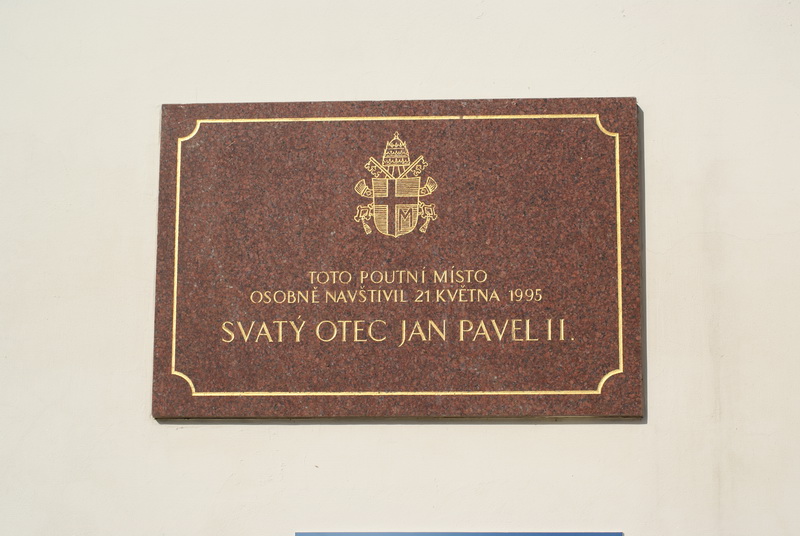 TOTO POUTNÍ MÍSTO
OSOBNĚ NAVŠTÍVIL 21 KVĚTNA 1995
SVATÝ OTEC JAN PAVEL II.